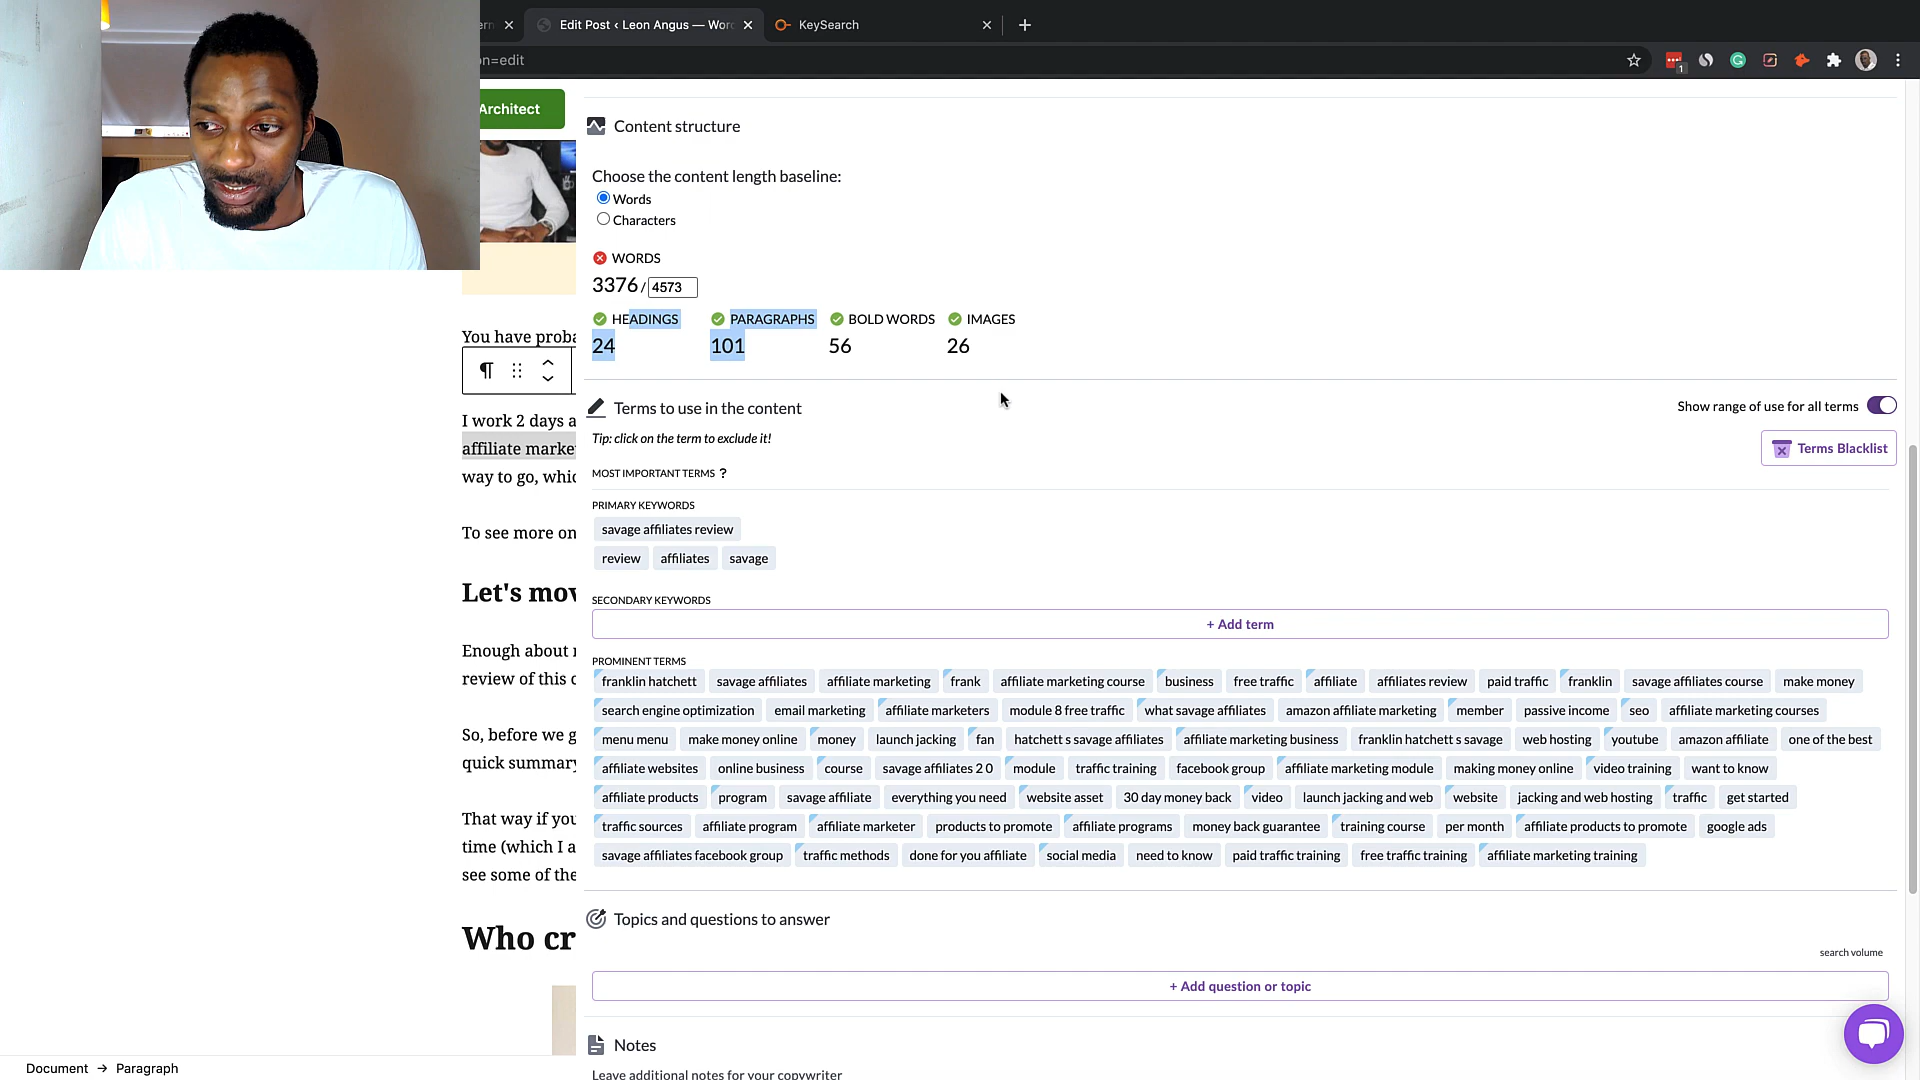 Edit Post ‹ Leon Angus — Wor
KeySearch
on=edit
1
Architect
You have proba
I work 2 days a
affiliate marke
way to go, whic
To see more on
Let's mov
Enough about
review of this c
So, before we g
quick summary
That way if you
time (which I a
see some of the
Who cr
Document → Paragraph
Content structure
Choose the content length baseline:
Words
Characters
WORDS
3376 / 4573
HEADINGS PARAGRAPHS BOLD WORDS IMAGES
24 101 56 26
Terms to use in the content
Show range of use for all terms
Tip: click on the term to exclude it!
Terms Blacklist
MOST IMPORTANT TERMS ?
PRIMARY KEYWORDS
savage affiliates review
review affiliates savage
SECONDARY KEYWORDS
+ Add term
PROMINENT TERMS
franklin hatchett savage affiliates affiliate marketing frank affiliate marketing course business free traffic affiliate affiliates review paid traffic franklin savage affiliates course make money
search engine optimization email marketing affiliate marketers module 8 free traffic what savage affiliates amazon affiliate marketing member passive income seo affiliate marketing courses
menu menu make money online money launch jacking fan hatchett s savage affiliates affiliate marketing business franklin hatchett s savage web hosting youtube amazon affiliate one of the best
affiliate websites online business course savage affiliates 2 0 module traffic training facebook group affiliate marketing module making money online video training want to know
affiliate products program savage affiliate everything you need website asset 30 day money back video launch jacking and web website jacking and web hosting traffic get started
traffic sources affiliate program affiliate marketer products to promote affiliate programs money back guarantee training course per month affiliate products to promote google ads
savage affiliates facebook group traffic methods done for you affiliate social media need to know paid traffic training free traffic training affiliate marketing training
Topics and questions to answer
search volume
+ Add question or topic
Notes
Leave additional notes for your copywriter